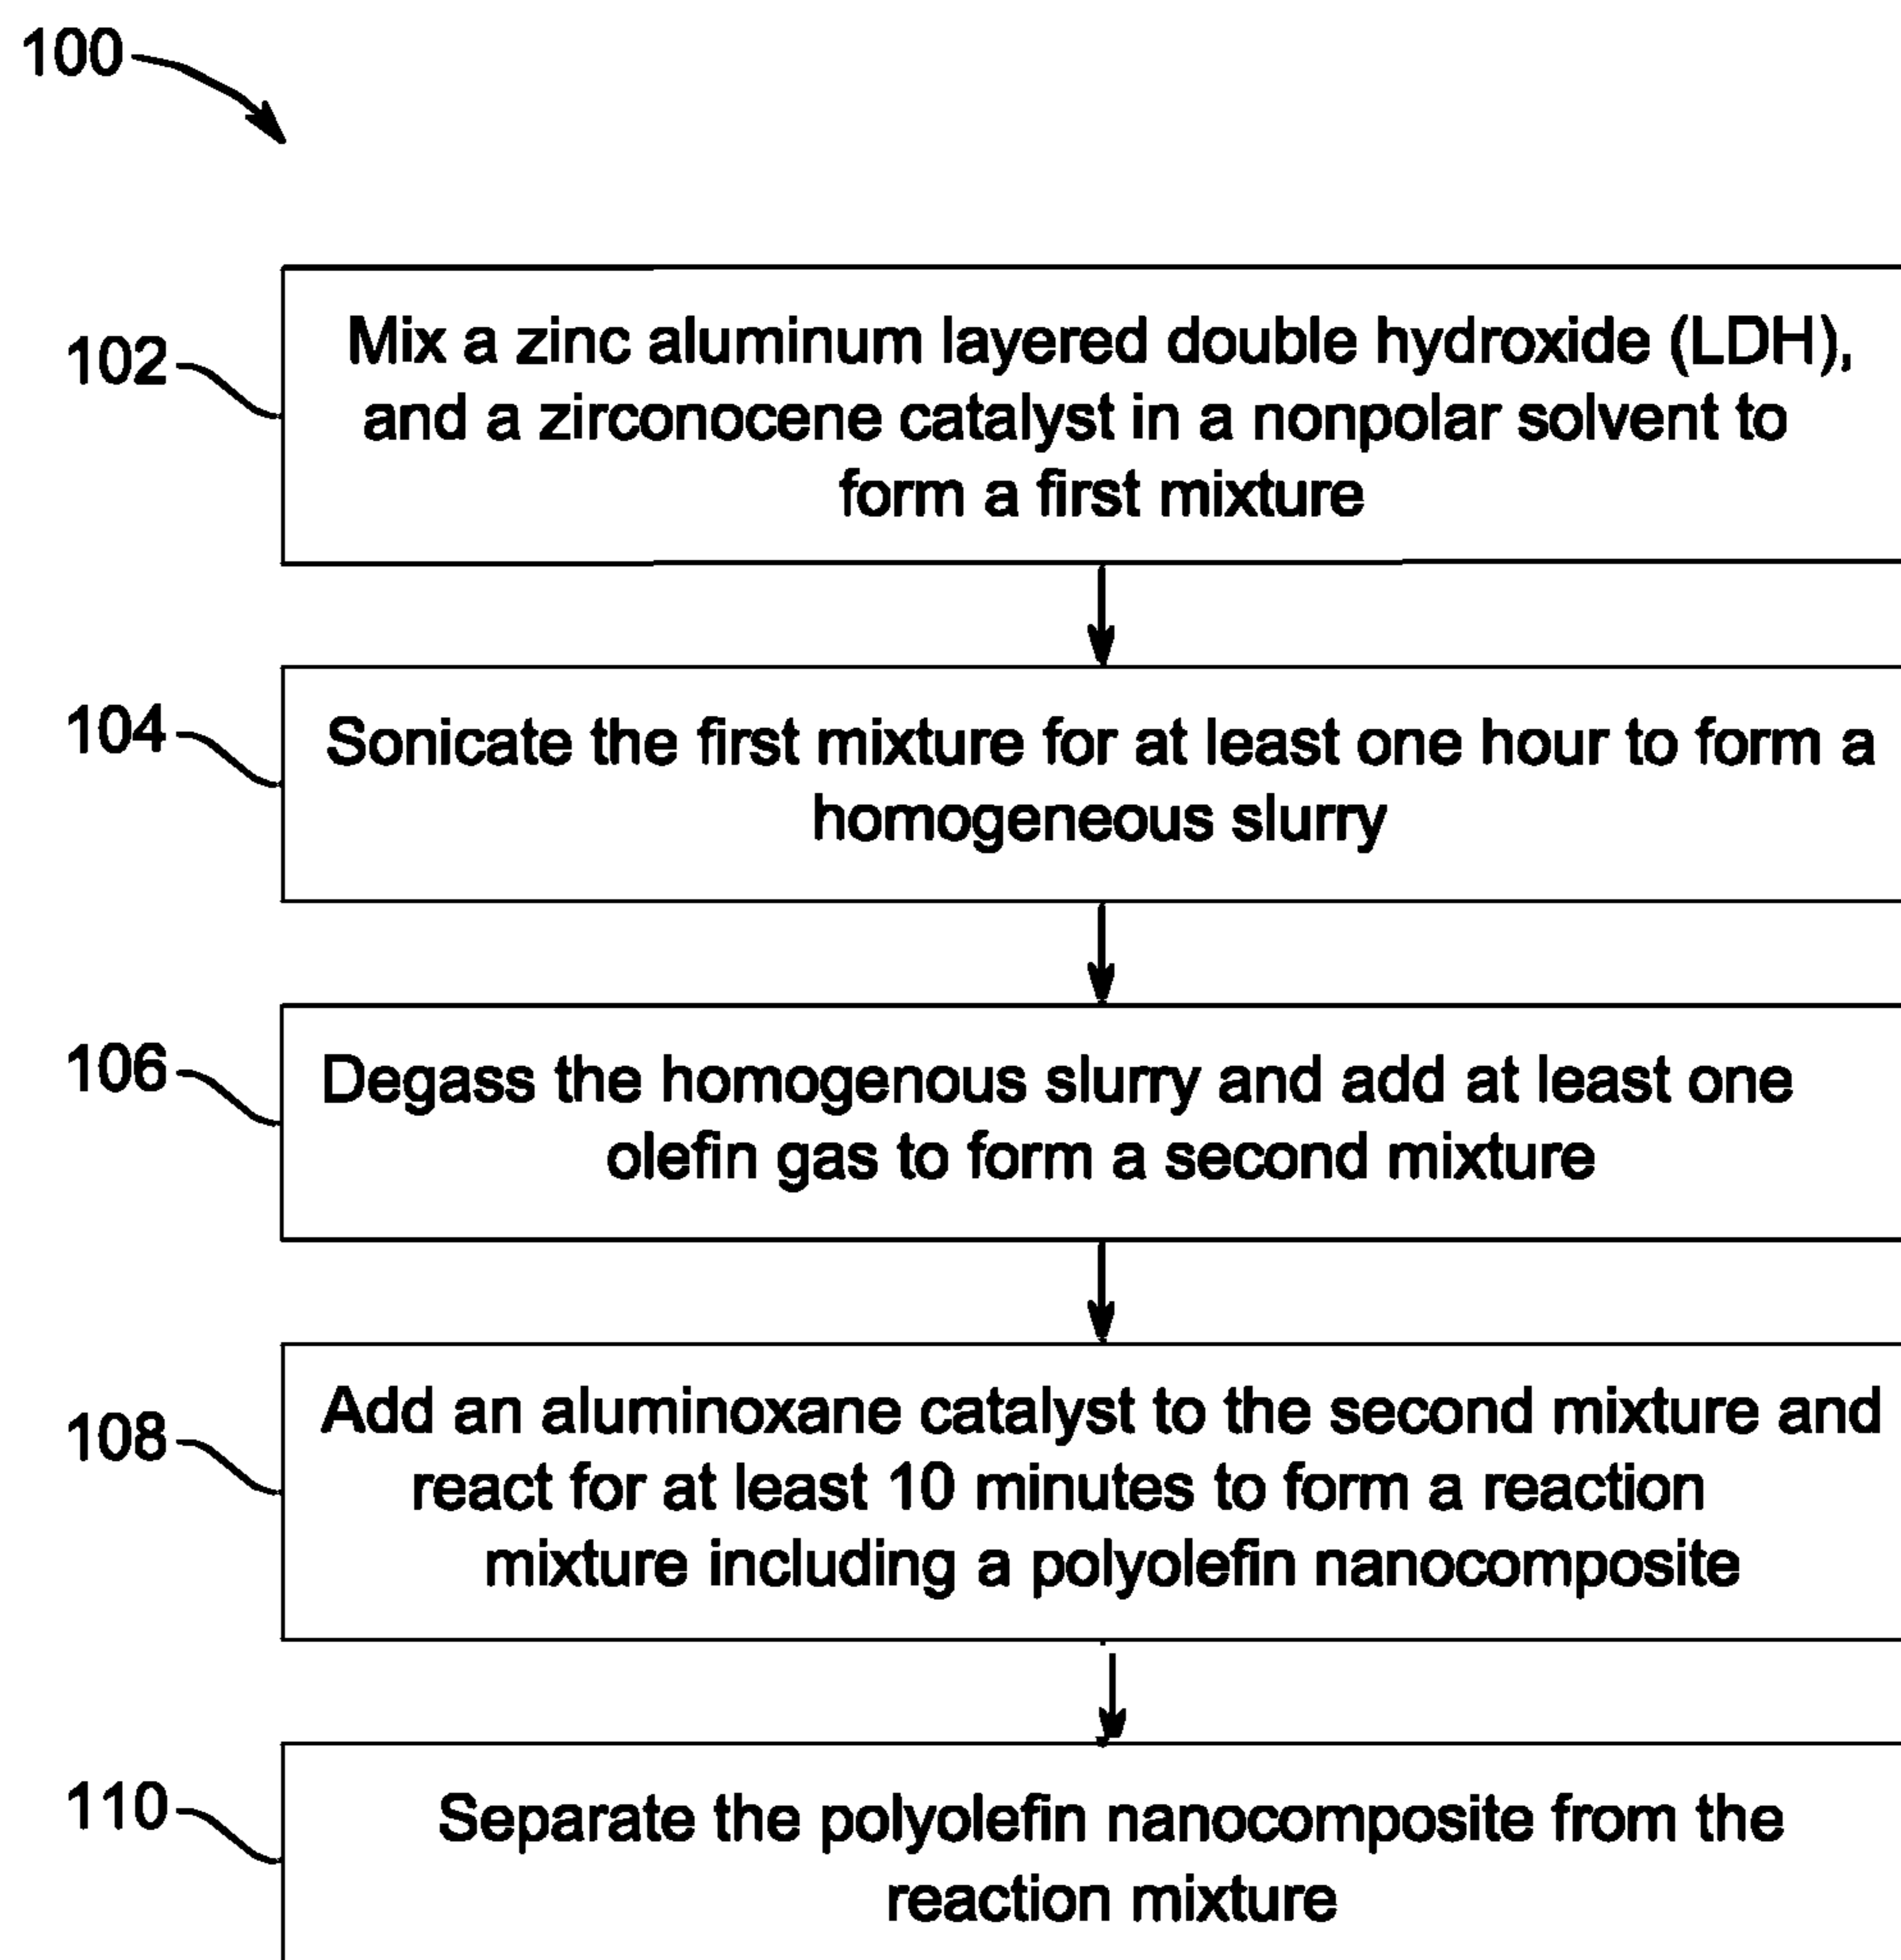 100
102
Mix a zinc aluminum layered double hydroxide (LDH),
and a zirconocene catalyst in a nonpolar solvent to
form a first mixture
104
Sonicate the first mixture for at least one hour to form a
homogeneous slurry
106
Degass the homogenous slurry and add at least one
olefin gas to form a second mixture
108
Add an aluminoxane catalyst to the second mixture and
react for at least 10 minutes to form a reaction
mixture including a polyolefin nanocomposite
110
Separate the polyolefin nanocomposite from the
reaction mixture